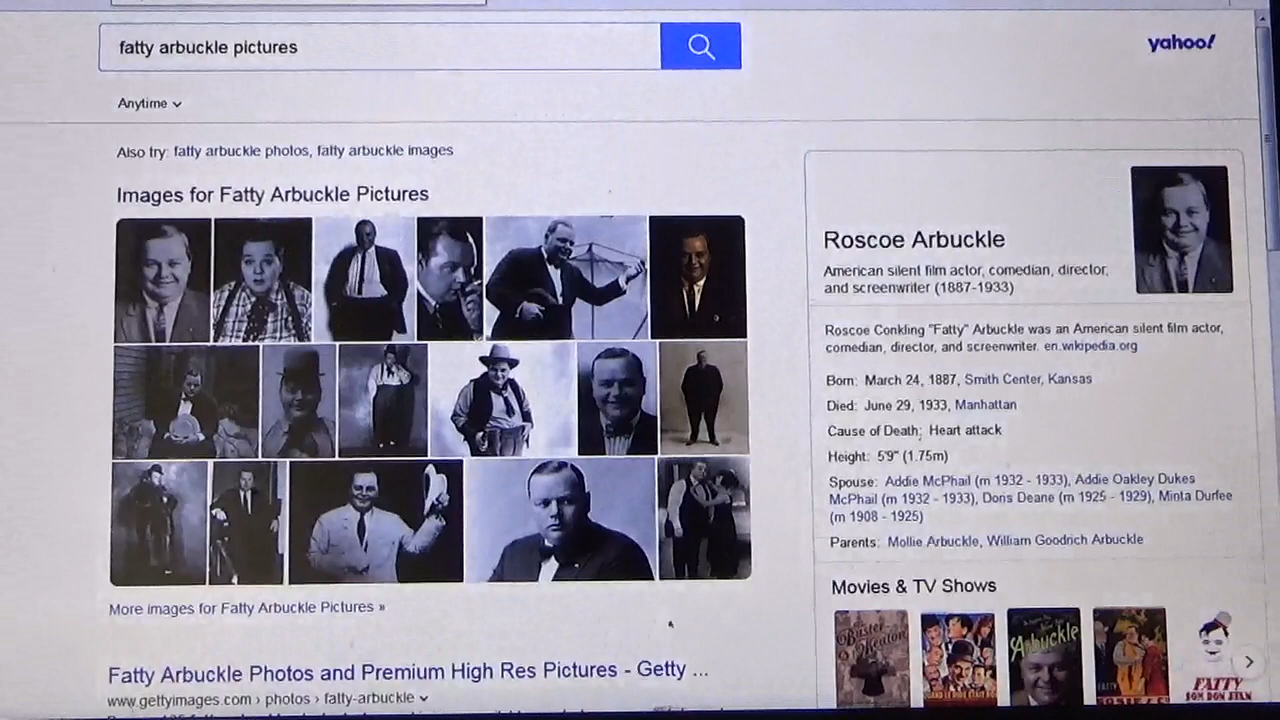 fatty arbuckle pictures
yahoo!
Anytime
Also try: fatty arbuckle photos, fatty arbuckle images
Images for Fatty Arbuckle Pictures
More images for Fatty Arbuckle Pictures »
Fatty Arbuckle Photos and Premium High Res Pictures - Getty ...
www.gettyimages.com › photos › fatty-arbuckle
Roscoe Arbuckle
American silent film actor, comedian, director,
and screenwriter (1887-1933)
Roscoe Conkling "Fatty" Arbuckle was an American silent film actor,
comedian, director, and screenwriter. en.wikipedia.org
Born: March 24, 1887, Smith Center, Kansas
Died: June 29, 1933, Manhattan
Cause of Death: Heart attack
Height: 5'9" (1.75m)
Spouse: Addie McPhail (m 1932 - 1933), Addie Oakley Dukes
McPhail (m 1932 - 1933), Doris Deane (m 1925 - 1929), Minta Durfee
(m 1908 - 1925)
Parents: Mollie Arbuckle, William Goodrich Arbuckle
Movies & TV Shows
Buster
Keaton
Arbuckle
FATTY
FATTY
SON DON FILM